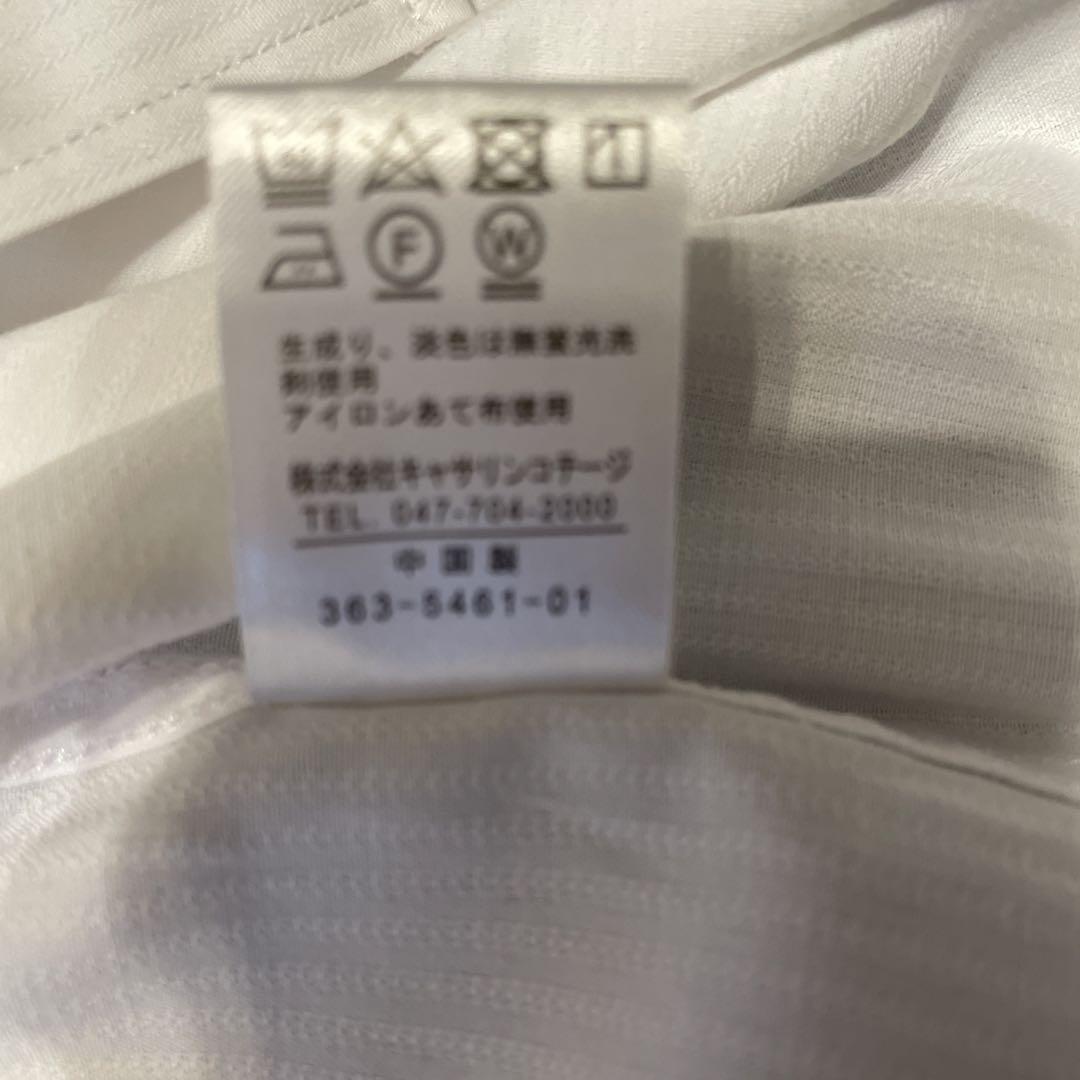 F W
生成り、淡色は無蛍光洗
剤使用
アイロンあて布使用
株式会社キャサリンコテージ
TEL. 047-704-2000
中国製
363-5461-01